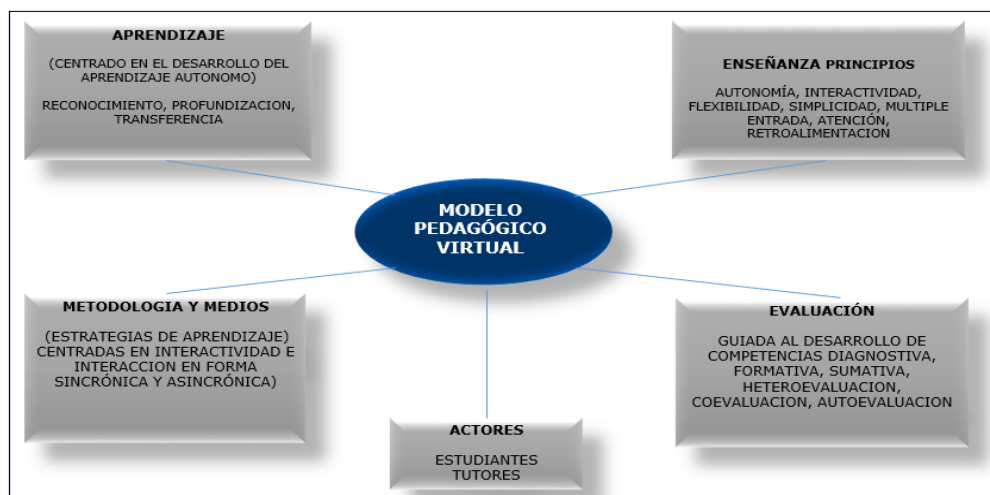 APRENDIZAJE
(CENTRADO EN EL DESARROLLO DEL
APRENDIZAJE AUTONOMO)
RECONOCIMIENTO, PROFUNDIZACION,
TRANSFERENCIA
ENSEÑANZA PRINCIPIOS
AUTONOMÍA, INTERACTIVIDAD,
FLEXIBILIDAD, SIMPLICIDAD, MULTIPLE
ENTRADA, ATENCIÓN,
RETROALIMENTACION
MODELO
PEDAGÓGICO
VIRTUAL
METODOLOGIA Y MEDIOS
(ESTRATEGIAS DE APRENDIZAJE)
CENTRADAS EN INTERACTIVIDAD E
INTERACCION EN FORMA
SINCRÓNICA Y ASINCRÓNICA)
EVALUACIÓN
GUIADA AL DESARROLLO DE
COMPETENCIAS DIAGNOSTIVA,
FORMATIVA, SUMATIVA,
HETEROEVALUACION,
COEVALUACION, AUTOEVALUACION
ACTORES
ESTUDIANTES
TUTORES